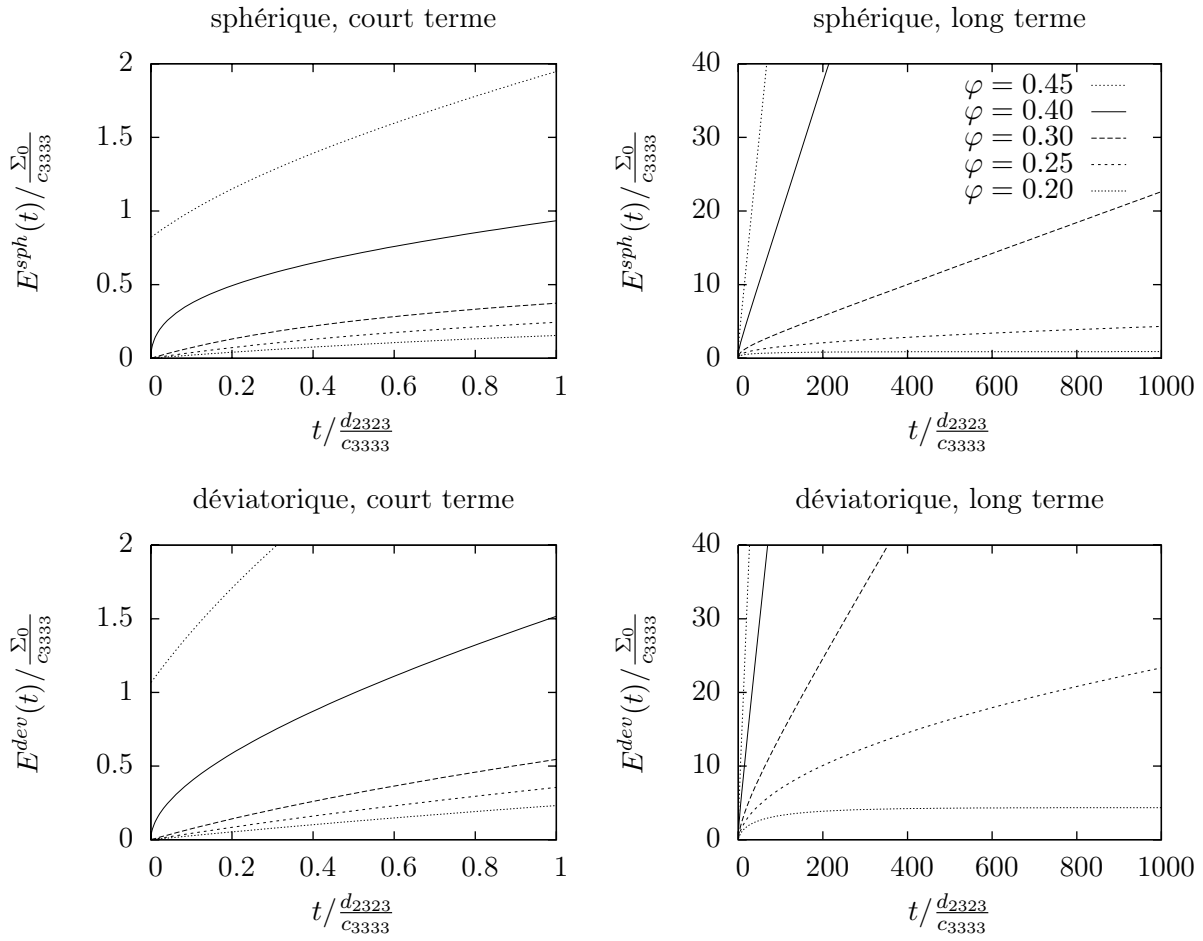 sphérique, court terme
E^{sph}(t)/\frac{Σ_0}{c_{3333}}
2
1.5
1
0.5
0
0 0.2 0.4 0.6 0.8 1
t/\frac{d_{2323}}{c_{3333}}
sphérique, long terme
E^{sph}(t)/\frac{Σ_0}{c_{3333}}
40
30
20
10
0
0 200 400 600 800 1000
t/\frac{d_{2323}}{c_{3333}}
φ = 0.45
φ = 0.40
φ = 0.30
φ = 0.25
φ = 0.20
déviatorique, court terme
E^{dev}(t)/\frac{Σ_0}{c_{3333}}
2
1.5
1
0.5
0
0 0.2 0.4 0.6 0.8 1
t/\frac{d_{2323}}{c_{3333}}
déviatorique, long terme
E^{dev}(t)/\frac{Σ_0}{c_{3333}}
40
30
20
10
0
0 200 400 600 800 1000
t/\frac{d_{2323}}{c_{3333}}